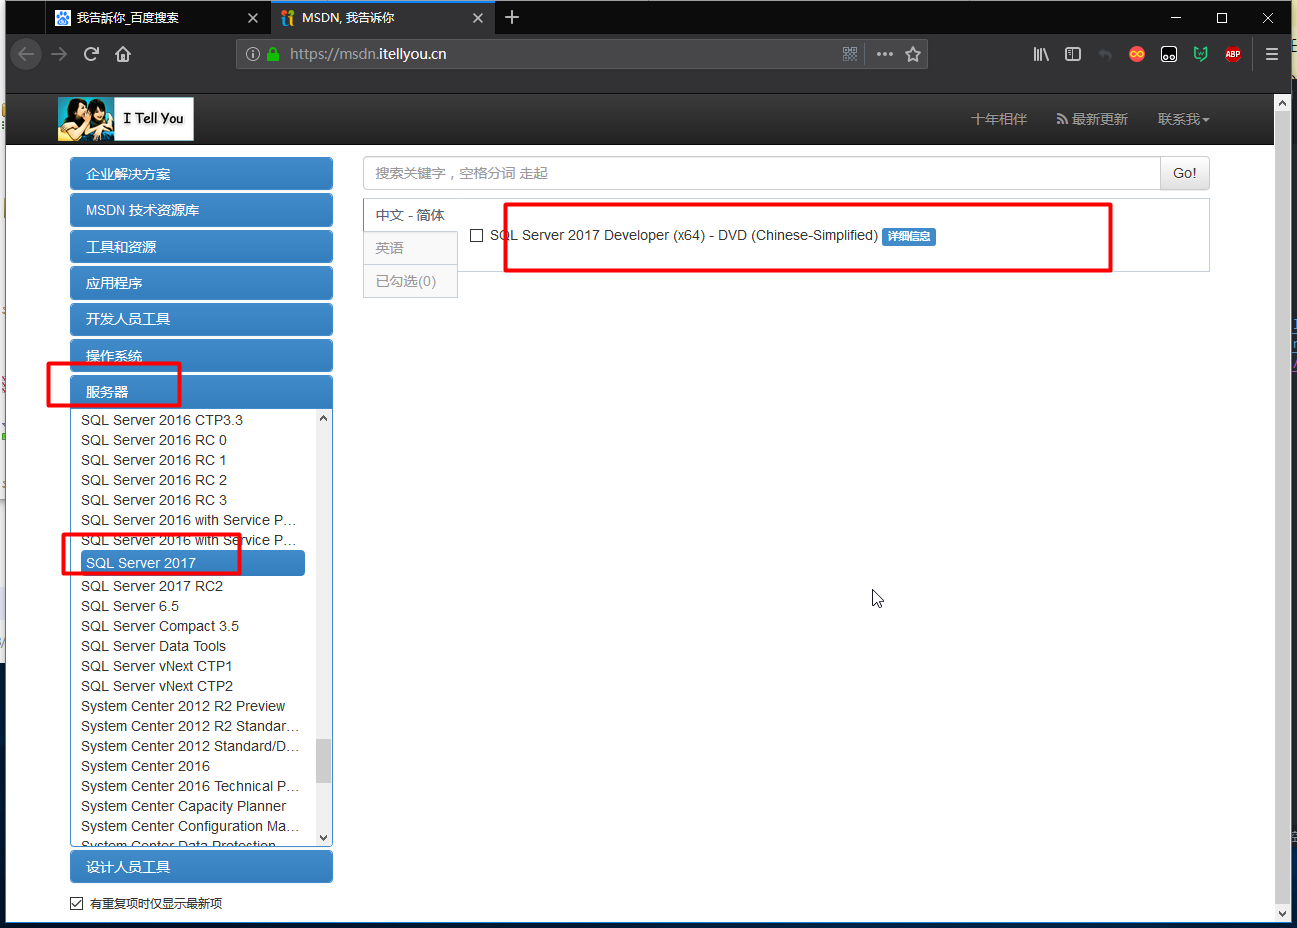 我告訴你_百度搜索
MSDN, 我告诉你
https://msdn.itellyou.cn
ABP
I Tell You
十年相伴
最新更新
联系我
企业解决方案
MSDN 技术资源库
工具和资源
应用程序
开发人员工具
操作系统
服务器
SQL Server 2016 CTP3.3
SQL Server 2016 RC 0
SQL Server 2016 RC 1
SQL Server 2016 RC 2
SQL Server 2016 RC 3
SQL Server 2016 with Service P...
SQL Server 2016 with Service P...
SQL Server 2017
SQL Server 2017 RC2
SQL Server 6.5
SQL Server Compact 3.5
SQL Server Data Tools
SQL Server vNext CTP1
SQL Server vNext CTP2
System Center 2012 R2 Preview
System Center 2012 R2 Standar...
System Center 2012 Standard/D...
System Center 2016
System Center 2016 Technical P...
System Center Capacity Planner
System Center Configuration Ma...
System Center Data Protection
设计人员工具
有重复项时仅显示最新项
搜索关键字，空格分词 走起
Go!
中文 - 简体
英语
已勾选(0)
SQL Server 2017 Developer (x64) - DVD (Chinese-Simplified) 详细信息